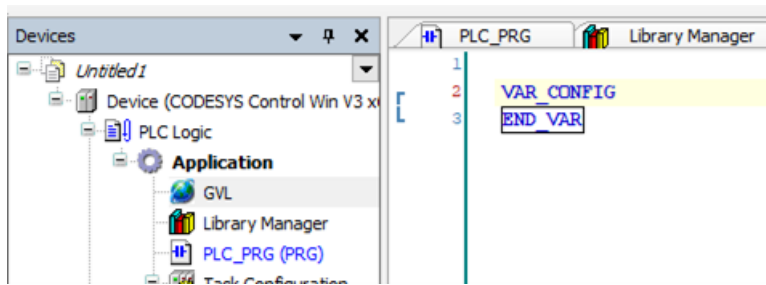 Devices
Untitled1
Device (CODESYS Control Win V3 x
PLC Logic
Application
GVL
Library Manager
PLC_PRG (PRG)
Task Configuration
PLC_PRG
Library Manager
1
2 VAR_CONFIG
3 END_VAR